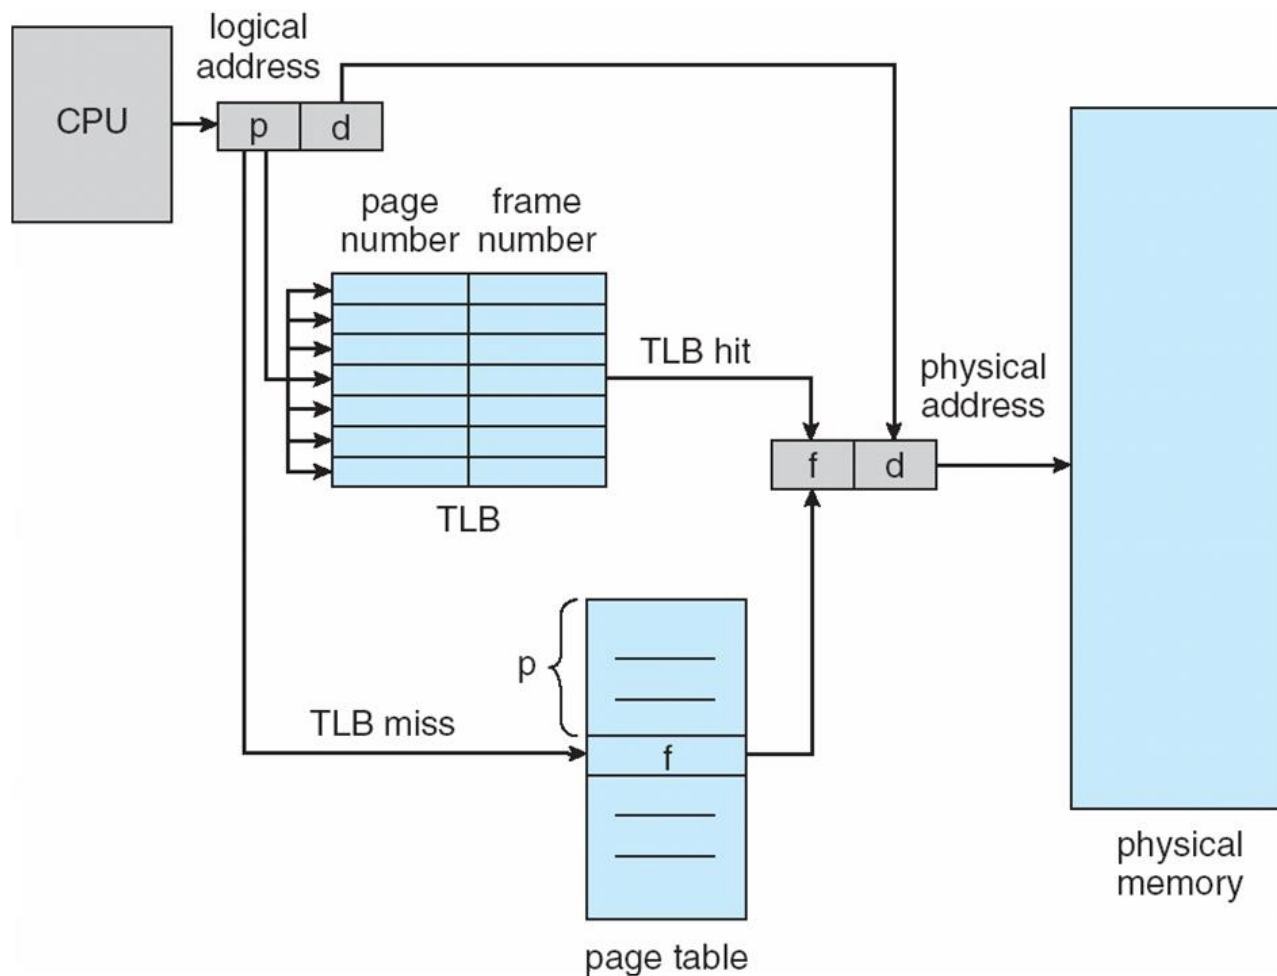 logical
address
CPU
p
d
page
number
frame
number
TLB hit
physical
address
f
d
TLB
p
TLB miss
f
physical
memory
page table